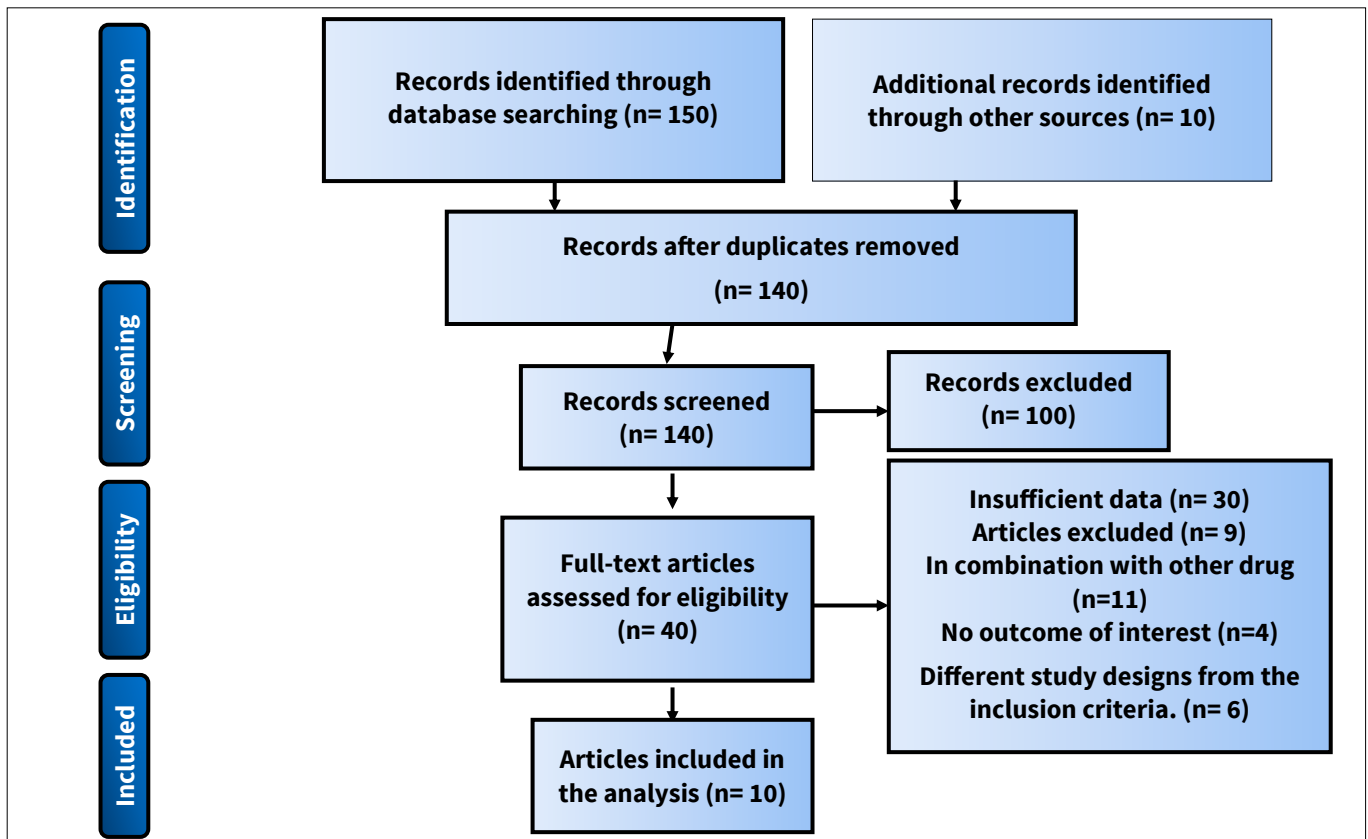 Identification
Records identified through
database searching (n= 150)
Additional records identified
through other sources (n= 10)
Records after duplicates removed
(n= 140)
Screening
Records screened
(n= 140)
Records excluded
(n= 100)
Eligibility
Full-text articles
assessed for eligibility
(n= 40)
Insufficient data (n= 30)
Articles excluded (n= 9)
In combination with other drug
(n=11)
No outcome of interest (n=4)
Different study designs from the
inclusion criteria. (n= 6)
Included
Articles included in
the analysis (n= 10)